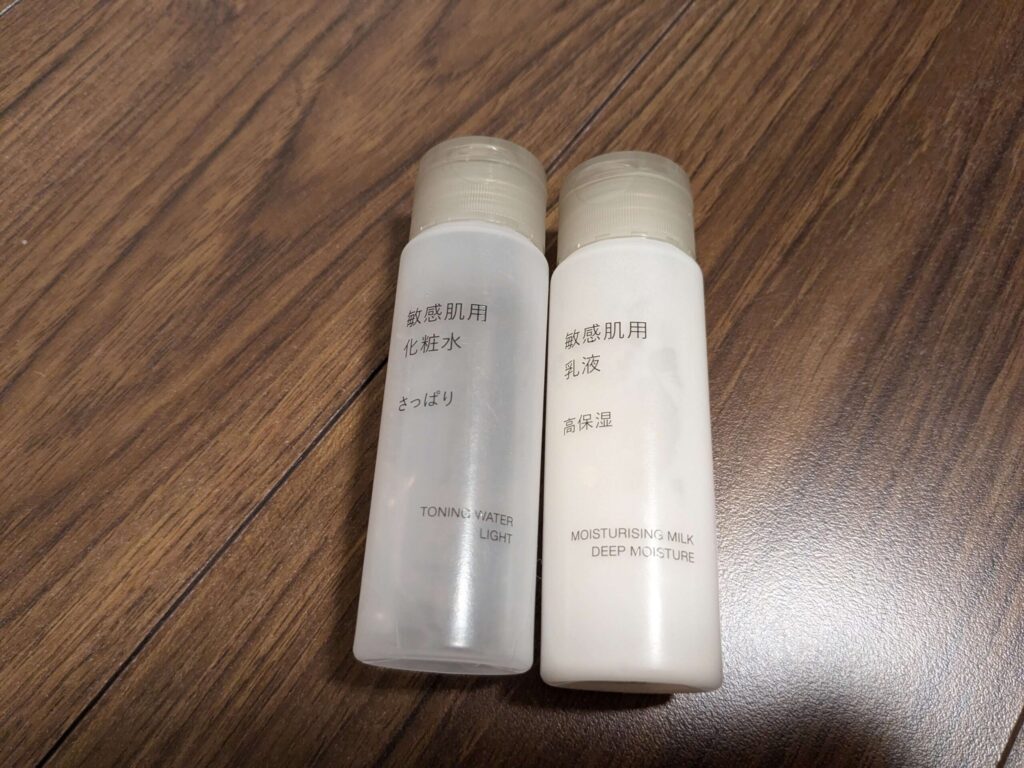 敏感肌用
化粧水
さっぱり
TONING WATER
LIGHT
敏感肌用
乳液
高保湿
MOISTURISING MILK
DEEP MOISTURE